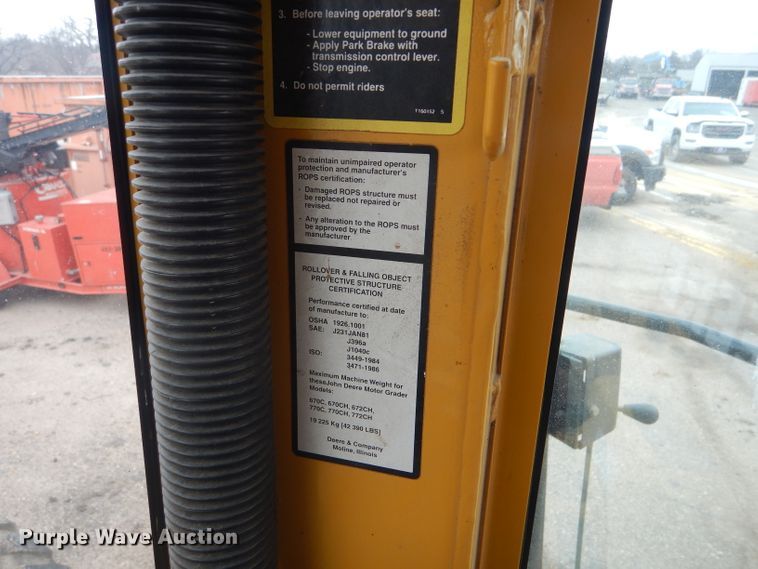 3. Before leaving operator's seat:
- Lower equipment to ground
- Apply Park Brake with
transmission control lever.
- Stop engine.
4. Do not permit riders
T160152 S
To maintain unimpaired operator
protection and manufacturer's
ROPS certification:
- Damaged ROPS structure must
be replaced not repaired or
revised.
- Any alteration to the ROPS must
be approved by the
manufacturer
ROLLOVER & FALLING OBJECT
PROTECTIVE STRUCTURE
CERTIFICATION
Performance certified at date
of manufacture to:
OSHA 1926.1001
SAE: J231JAN81
J396a
J1040c
ISO: 3449-1984
3471-1986
Maximum Machine Weight for
theseJohn Deere Motor Grader
Models:
670C, 670CH, 672CH,
770C, 770CH, 772CH
19 225 Kg [42 390 LBS]
Deere & Company
Moline, Illinois
Purple Wave Auction